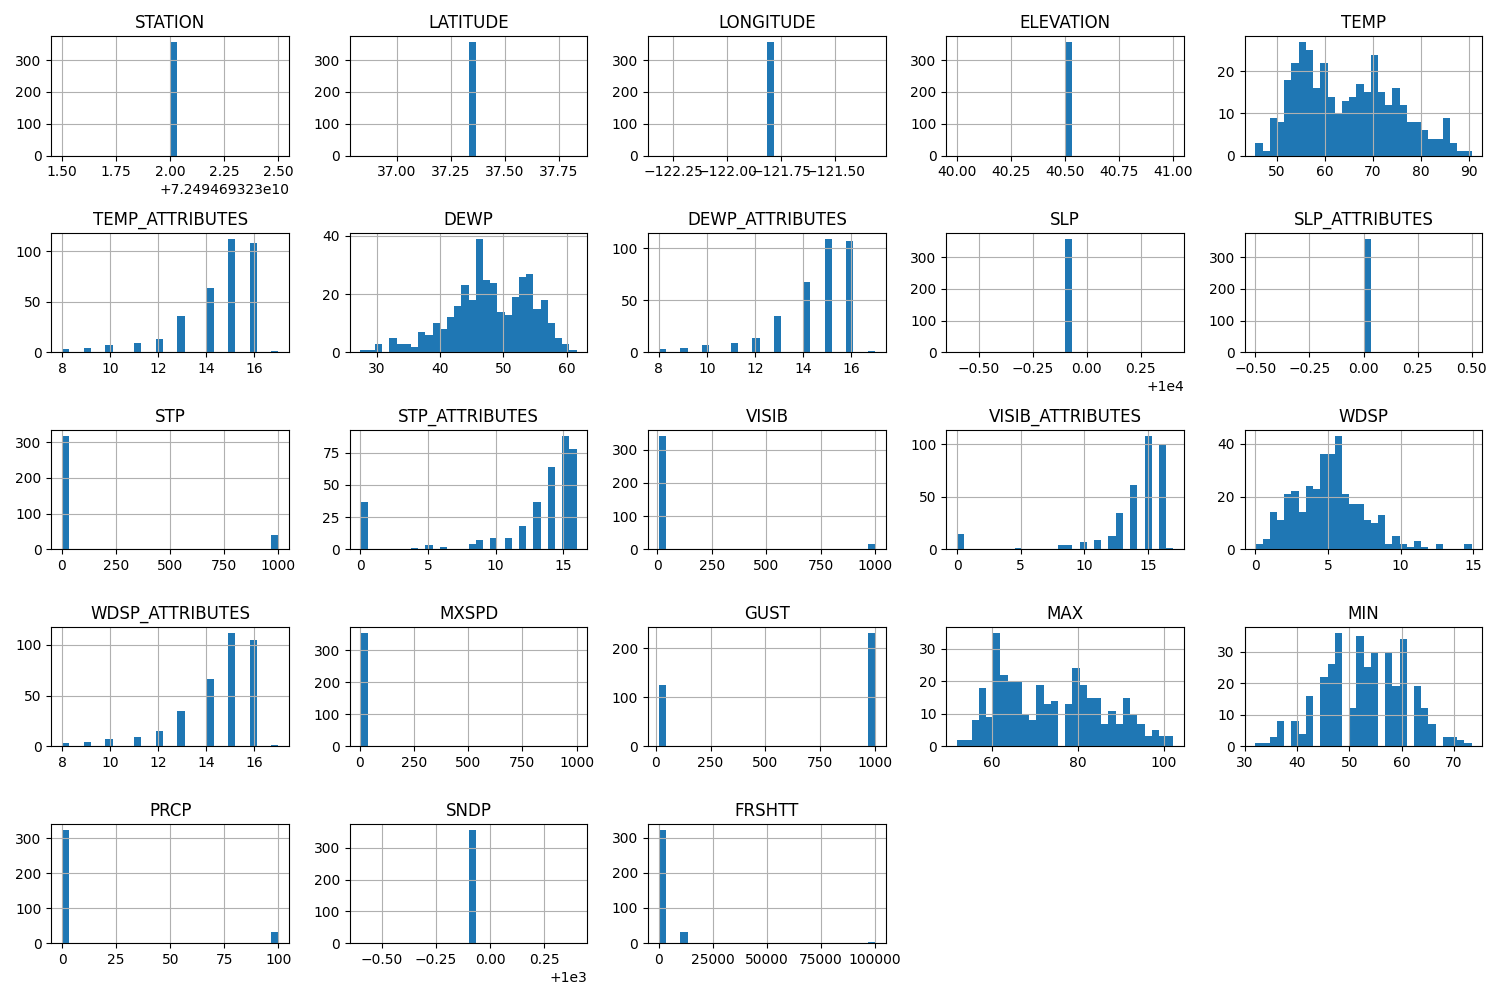 STATION LATITUDE LONGITUDE ELEVATION TEMP
300 300 300 300 20
200 200 200 200 10
100 100 100 100
0 0 0 0 0
1.50 1.75 2.00 2.25 2.50 37.00 37.25 37.50 37.75 −122.25 −122.00 −121.75 −121.50 40.00 40.25 40.50 40.75 41.00 50 60 70 80 90
+7.249469323e10
TEMP_ATTRIBUTES DEWP DEWP_ATTRIBUTES SLP SLP_ATTRIBUTES
100 40 100 300 300
50 20 50 200 200
100 100
0 0 0 0 0
8 10 12 14 16 30 40 50 60 8 10 12 14 16 −0.50 −0.25 0.00 0.25 −0.50 −0.25 0.00 0.25 0.50
+1e4
STP STP_ATTRIBUTES VISIB VISIB_ATTRIBUTES WDSP
300 75 300 100 40
200 50 200 50 20
100 25 100
0 0 0 0 0
0 250 500 750 1000 0 5 10 15 0 250 500 750 1000 0 5 10 15 0 5 10 15
WDSP_ATTRIBUTES MXSPD GUST MAX MIN
100 300 200 30 30
50 200 100 20 20
100 10 10
0 0 0 0 0
8 10 12 14 16 0 250 500 750 1000 0 250 500 750 1000 60 80 100 30 40 50 60 70
PRCP SNDP FRSHTT
300 300 300
200 200 200
100 100 100
0 0 0
0 25 50 75 100 −0.50 −0.25 0.00 0.25 0 25000 50000 75000 100000
+1e3